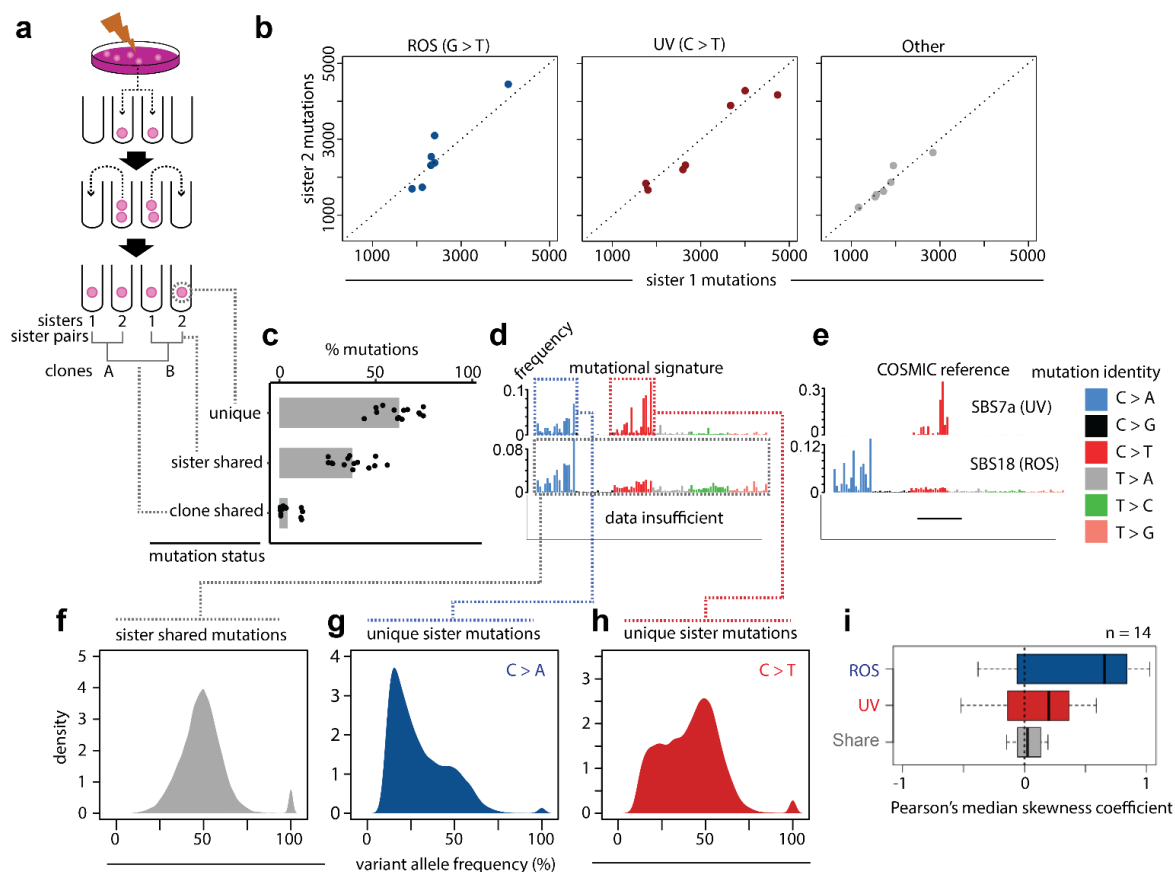 a
sisters 1 2 1 2
sister pairs
clones A B
b
ROS (G > T)
UV (C > T)
Other
sister 2 mutations
5000
3000
1000
1000 3000 5000
1000 3000 5000
1000 3000 5000
sister 1 mutations
c
% mutations
0 50 100
unique
sister shared
clone shared
mutation status
d
frequency
mutational signature
0.1
0
0.08
0
data insufficient
e
COSMIC reference
0.3
0
SBS7a (UV)
0.12
0
SBS18 (ROS)
mutation identity
C > A
C > G
C > T
T > A
T > C
T > G
f
sister shared mutations
density
5
4
3
2
1
0
0 50 100
g
unique sister mutations
C > A
4
3
2
1
0
0 50 100
variant allele frequency (%)
h
unique sister mutations
C > T
3
2
1
0
0 50 100
i
n = 14
ROS
UV
Share
-1 0 1
Pearson's median skewness coefficient